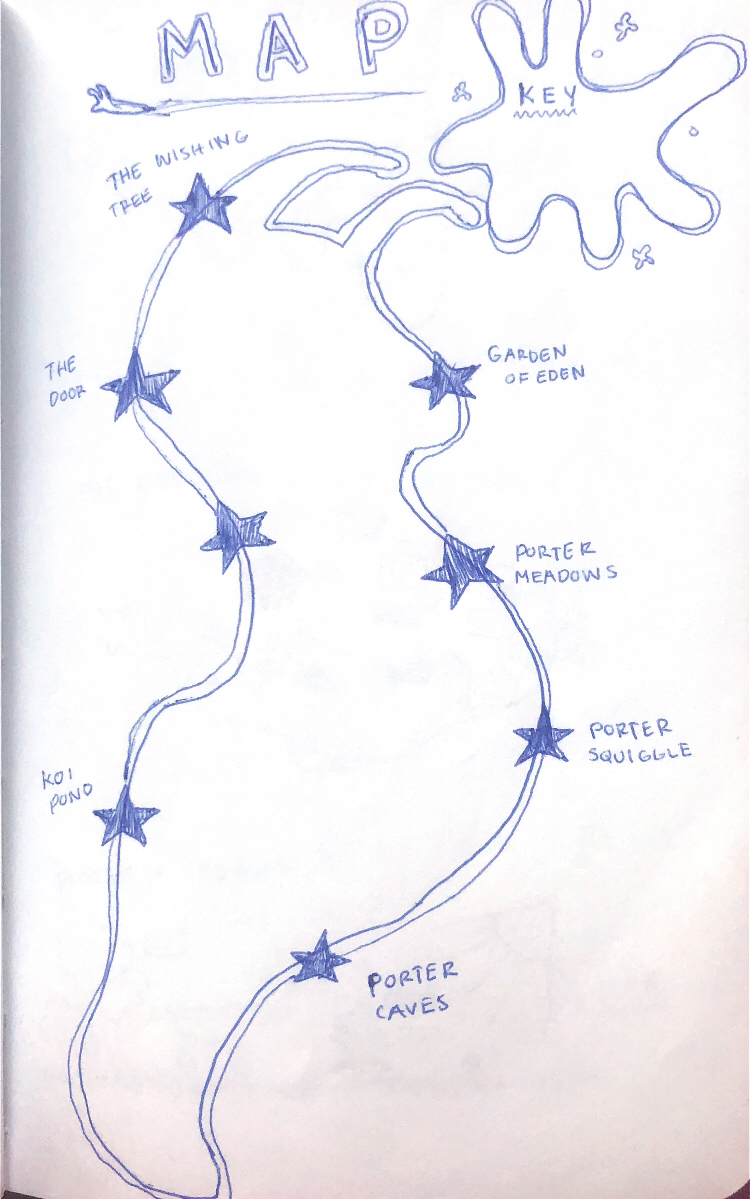 MAP
KEY
THE WISHING
TREE
THE
DOOR
GARDEN
OF EDEN
PORTER
MEADOWS
PORTER
SQUIGGLE
KOI
POND
PORTER
CAVES